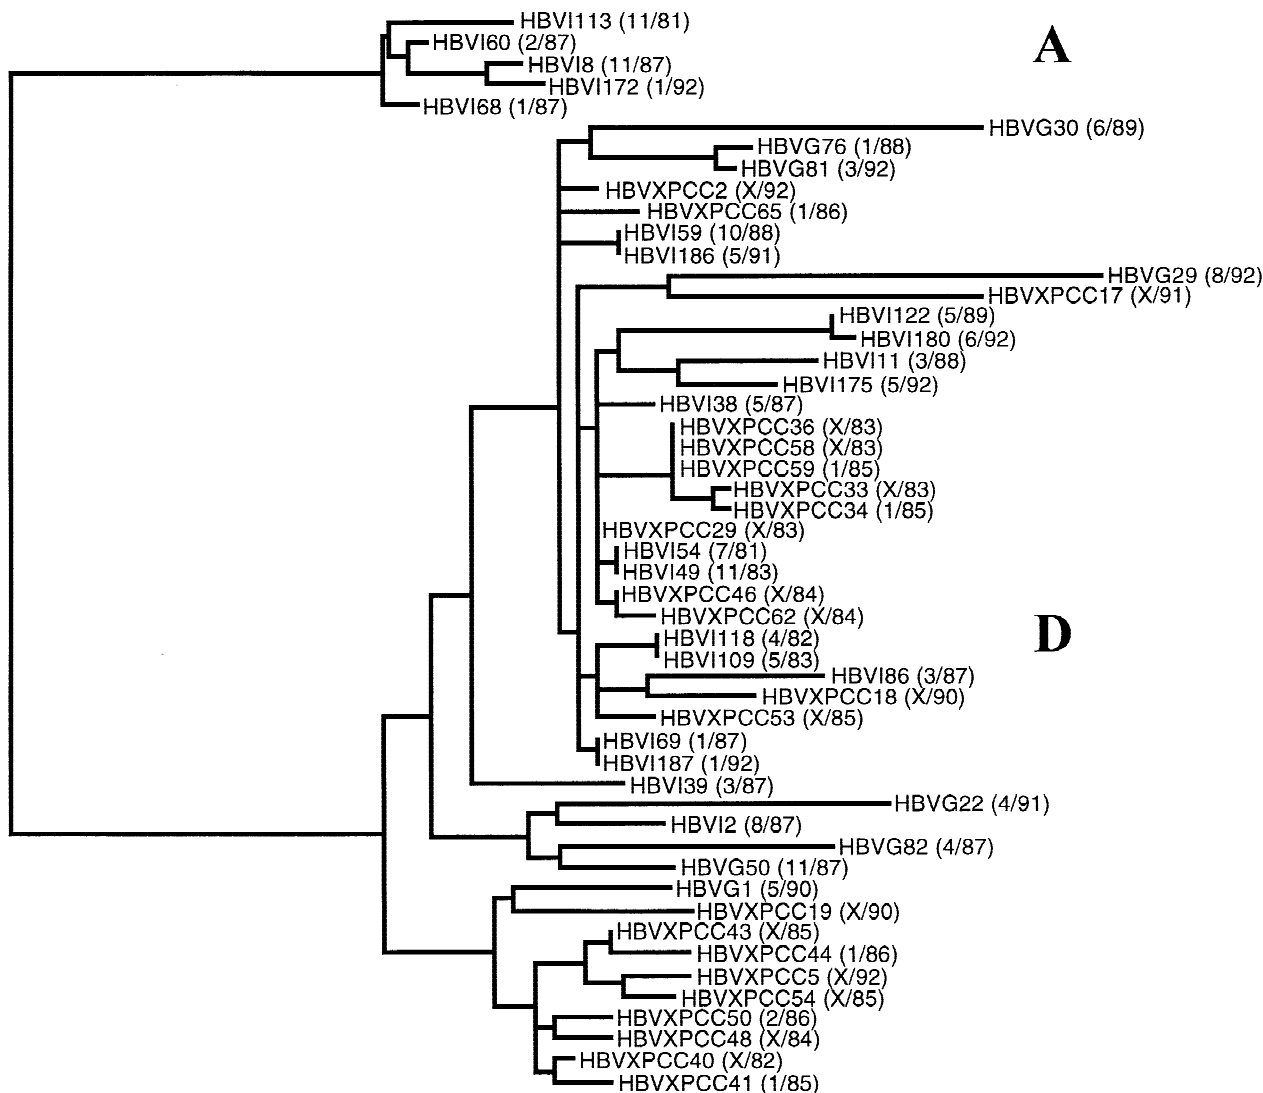 HBVI113 (11/81)
A
HBVI60 (2/87)
HBVI8 (11/87)
HBVI172 (1/92)
HBVI68 (1/87)
HBVG30 (6/89)
HBVG76 (1/88)
HBVG81 (3/92)
HBVXPCC2 (X/92)
HBVXPCC65 (1/86)
HBVI59 (10/88)
HBVI186 (5/91)
HBVG29 (8/92)
HBVXPCC17 (X/91)
HBVI122 (5/89)
HBVI180 (6/92)
HBVI11 (3/88)
HBVI175 (5/92)
HBVI38 (5/87)
HBVXPCC36 (X/83)
HBVXPCC58 (X/83)
HBVXPCC59 (1/85)
HBVXPCC33 (X/83)
HBVXPCC34 (1/85)
HBVXPCC29 (X/83)
HBVI54 (7/81)
HBVI49 (11/83)
HBVXPCC46 (X/84)
HBVXPCC62 (X/84)
D
HBVI118 (4/82)
HBVI109 (5/83)
HBVI86 (3/87)
HBVXPCC18 (X/90)
HBVXPCC53 (X/85)
HBVI69 (1/87)
HBVI187 (1/92)
HBVI39 (3/87)
HBVG22 (4/91)
HBVI2 (8/87)
HBVG82 (4/87)
HBVG50 (11/87)
HBVG1 (5/90)
HBVXPCC19 (X/90)
HBVXPCC43 (X/85)
HBVXPCC44 (1/86)
HBVXPCC5 (X/92)
HBVXPCC54 (X/85)
HBVXPCC50 (2/86)
HBVXPCC48 (X/84)
HBVXPCC40 (X/82)
HBVXPCC41 (1/85)